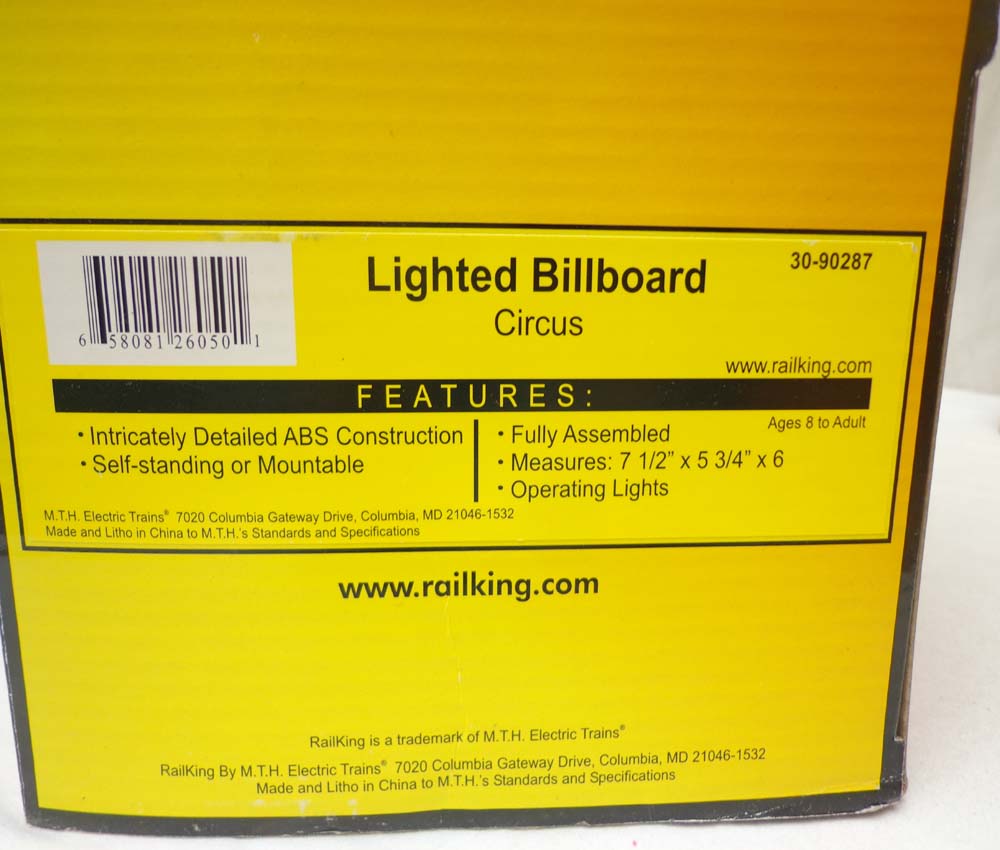 Lighted Billboard
30-90287
Circus
6 58081 26050 1
www.railking.com
FEATURES:
Ages 8 to Adult
• Intricately Detailed ABS Construction
• Self-standing or Mountable
• Fully Assembled
• Measures: 7 1/2" x 5 3/4" x 6
• Operating Lights
M.T.H. Electric Trains® 7020 Columbia Gateway Drive, Columbia, MD 21046-1532
Made and Litho in China to M.T.H.'s Standards and Specifications
www.railking.com
RailKing is a trademark of M.T.H. Electric Trains®
RailKing By M.T.H. Electric Trains® 7020 Columbia Gateway Drive, Columbia, MD 21046-1532
Made and Litho in China to M.T.H.'s Standards and Specifications